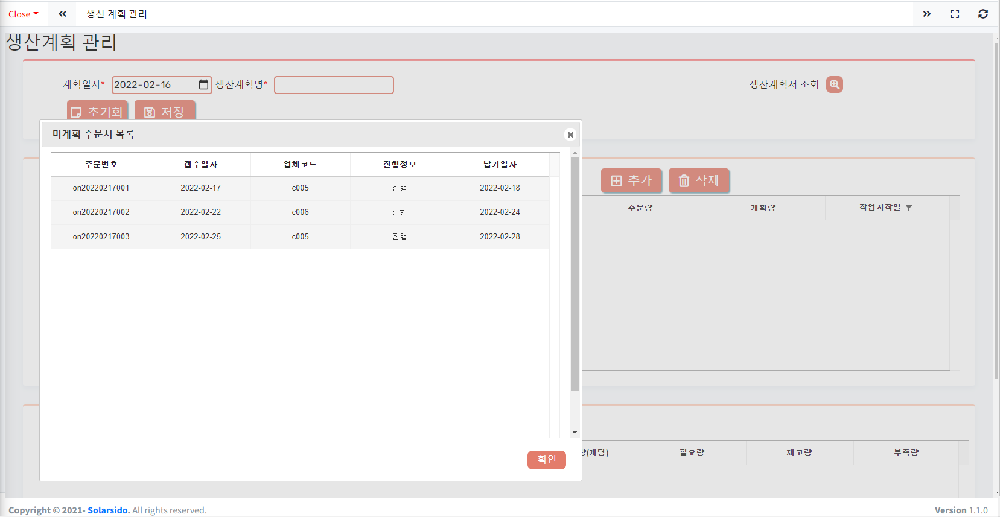 Close 생산 계획 관리
생산계획 관리
계획일자* 2022-02-16 생산계획명* 생산계획서 조회
초기화 저장
미계획 주문서 목록
주문번호 접수일자 업체코드 진행정보 납기일자
on20220217001 2022-02-17 c005 진행 2022-02-18
on20220217002 2022-02-22 c006 진행 2022-02-24
on20220217003 2022-02-25 c005 진행 2022-02-28
확인
추가 삭제
주문량 계획량 작업시작일
량(개당) 필요량 재고량 부족량
Copyright © 2021- Solarsido. All rights reserved. Version 1.1.0